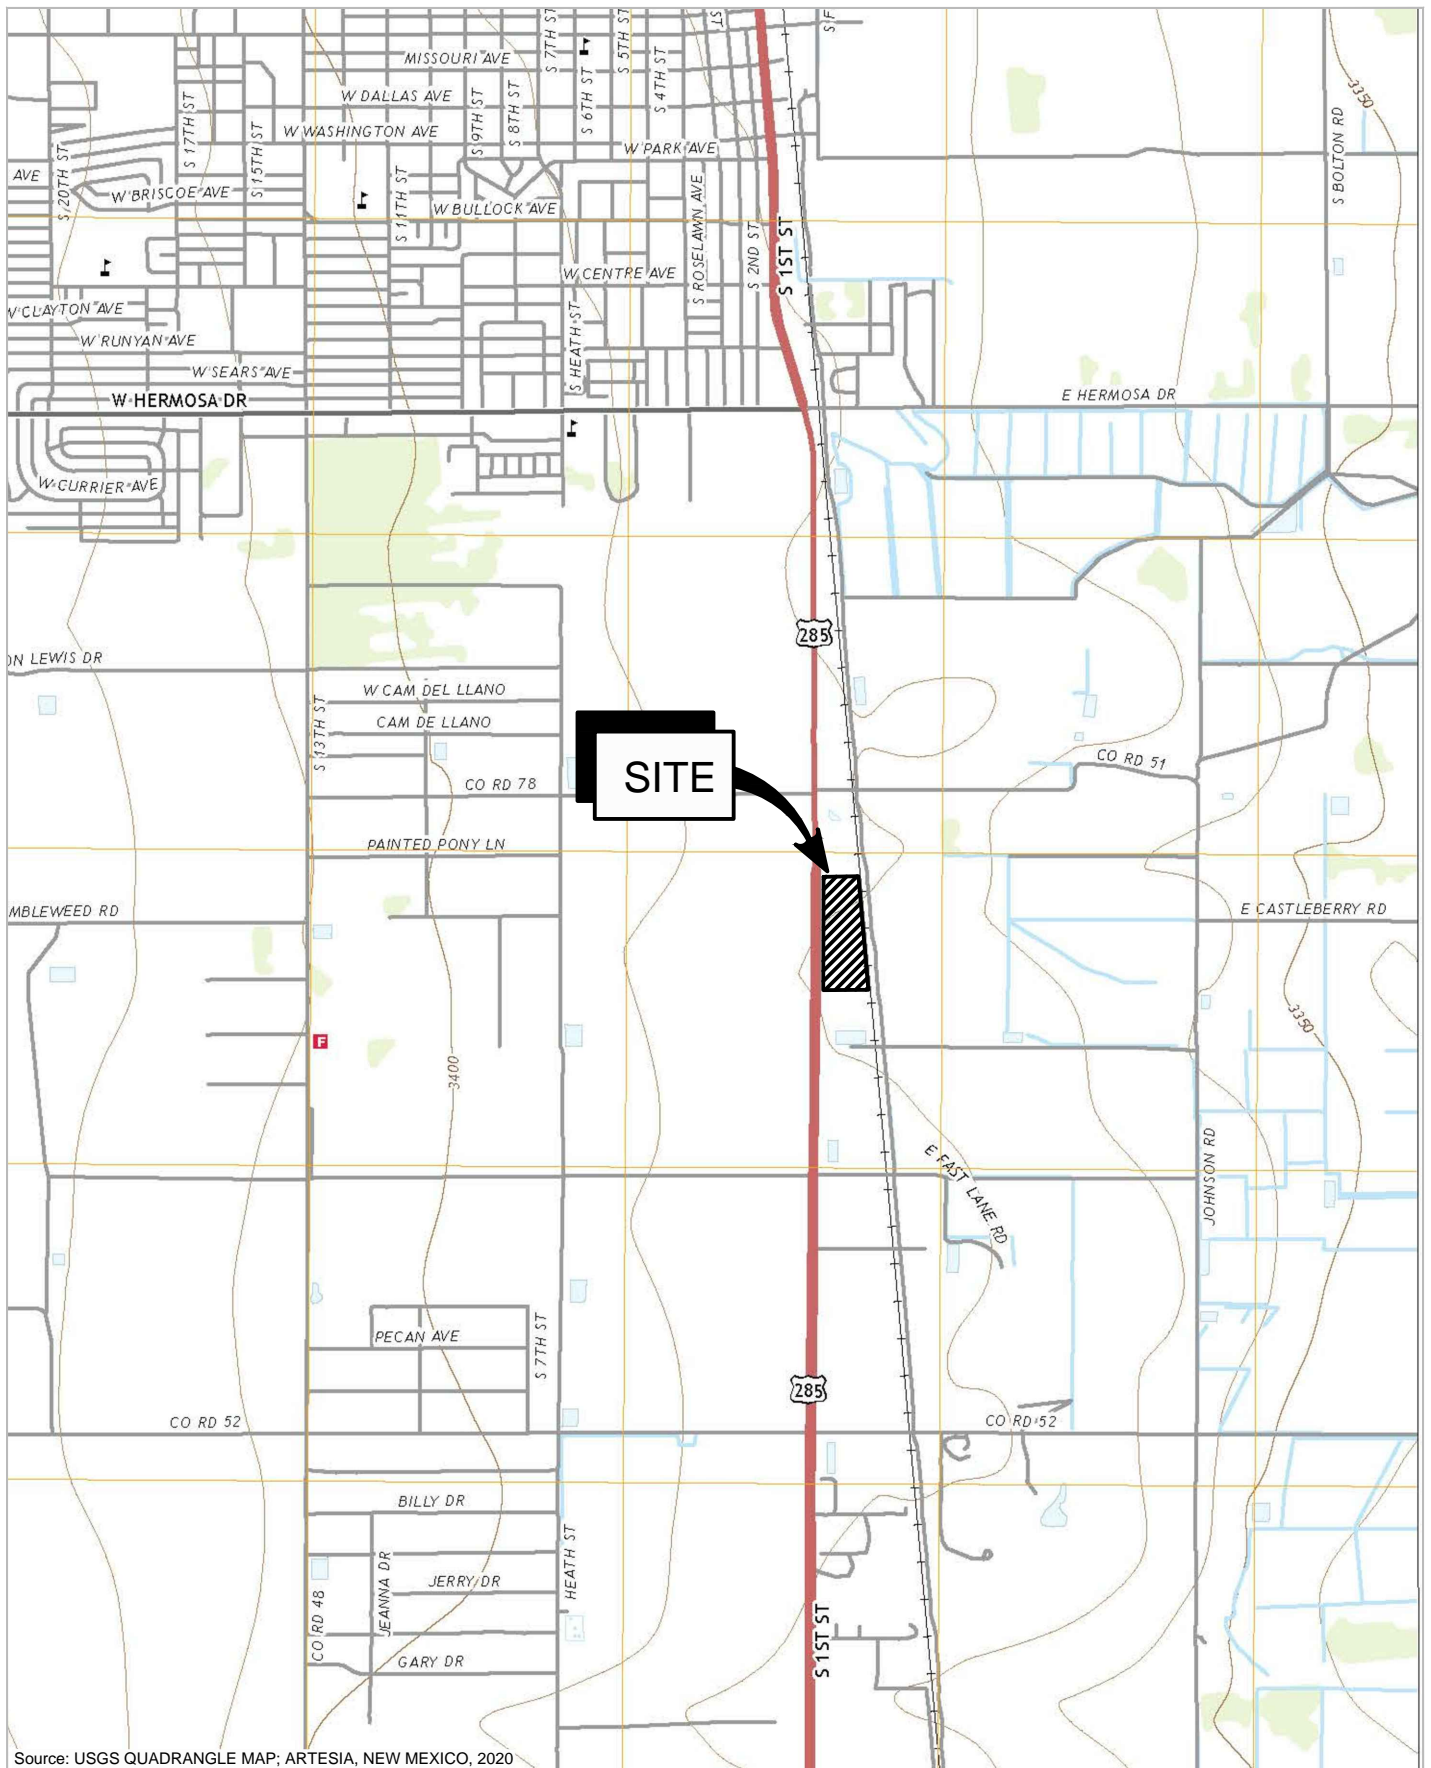 S 7TH ST
S 5TH ST
ST
S F
MISSOURI AVE
S 6TH ST
S 4TH ST
3350
W DALLAS AVE
S 9TH ST
S 8TH ST
S 17TH ST
W WASHINGTON AVE
S 15TH ST
W PARK AVE
S BOLTON RD
AVE
S 20TH ST
W BRISCOE AVE
S 11TH ST
W BULLOCK AVE
S ROSELAWN AVE
S 2ND ST
S 1ST ST
W CENTRE AVE
W CLAYTON AVE
S HEATH ST
W RUNYAN AVE
W SEARS AVE
W HERMOSA DR
E HERMOSA DR
W CURRIER AVE
285
ON LEWIS DR
W CAM DEL LLANO
S 13TH ST
CAM DE LLANO
CO RD 51
SITE
CO RD 78
PAINTED PONY LN
MBLEWEED RD
E CASTLEBERRY RD
3350
F
3400
E FAST LANE RD
JOHNSON RD
PECAN AVE
S 7TH ST
285
CO RD 52
CO RD 52
BILLY DR
HEATH ST
JEANNA DR
JERRY DR
CO RD 48
S 1ST ST
GARY DR
Source: USGS QUADRANGLE MAP; ARTESIA, NEW MEXICO, 2020